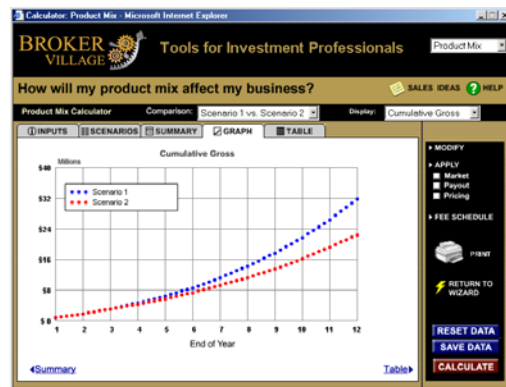 Calculator: Product Mix - Microsoft Internet Explorer
BROKER VILLAGE
Tools for Investment Professionals
Product Mix
How will my product mix affect my business?
SALES IDEAS
? HELP
Product Mix Calculator
Comparison:
Scenario 1 vs. Scenario 2
Display:
Cumulative Gross
INPUTS
SCENARIOS
SUMMARY
GRAPH
TABLE
Cumulative Gross
Millions
$40
$32
$24
$16
$8
$0
Scenario 1
Scenario 2
1 2 3 4 5 6 7 8 9 10 11 12
End of Year
Summary
Table
MODIFY
APPLY
Market
Payout
Pricing
FEE SCHEDULE
PRINT
RETURN TO
WIZARD
RESET DATA
SAVE DATA
CALCULATE